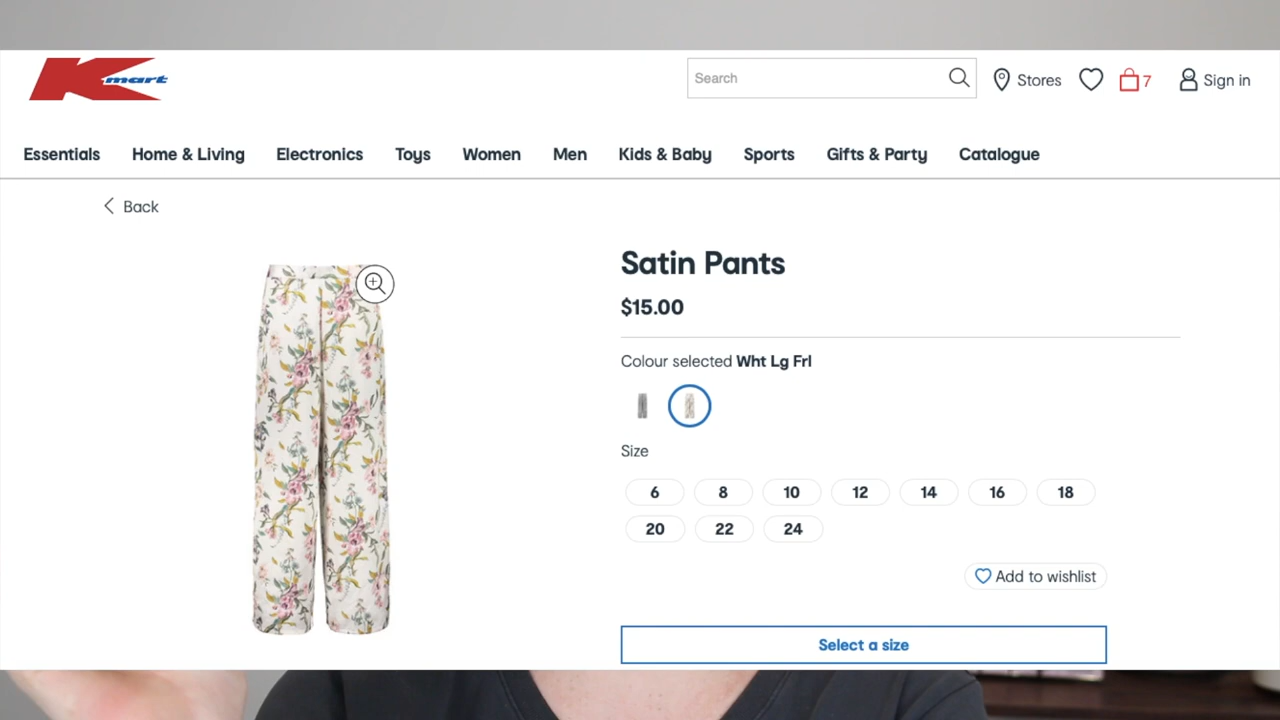 Kmart
Search
Stores
7
Sign in
Essentials Home & Living Electronics Toys Women Men Kids & Baby Sports Gifts & Party Catalogue
Back
Satin Pants
$15.00
Colour selected Wht Lg Frl
Size
6 8 10 12 14 16 18
20 22 24
Add to wishlist
Select a size